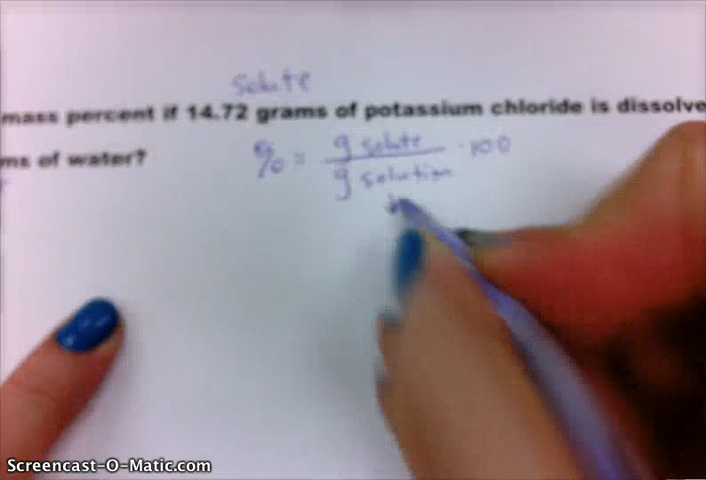 solute
mass percent if 14.72 grams of potassium chloride is dissolve
ms of water?
% = g solute / g solution · 100
Screencast-O-Matic.com